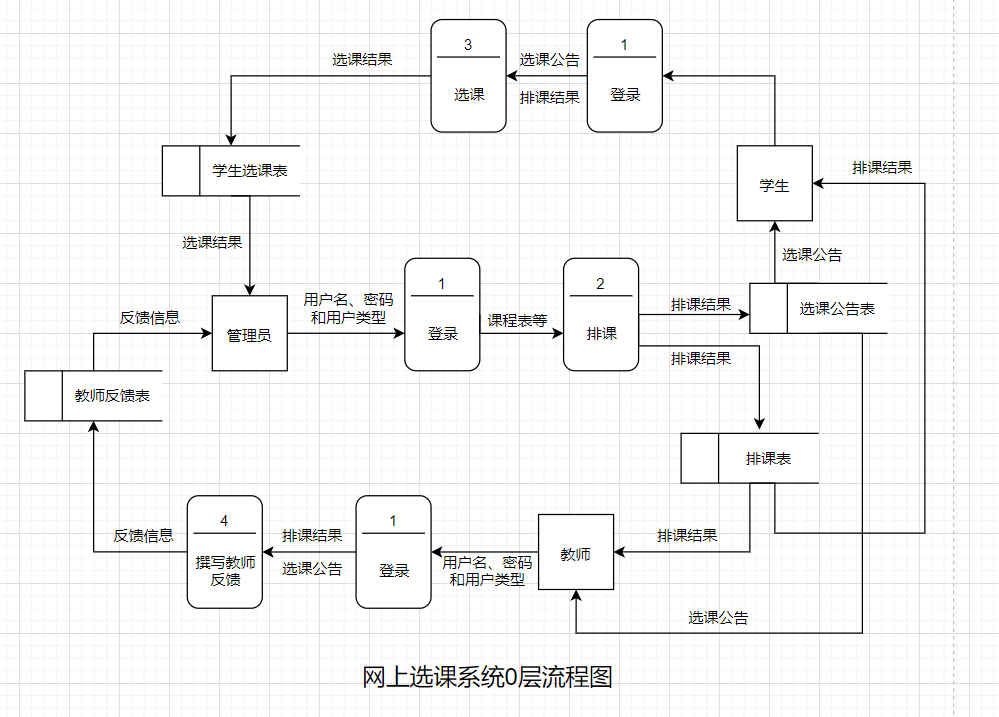 3
1
选课结果
选课公告
选课
排课结果
登录
学生选课表
学生
排课结果
选课结果
选课公告
1
2
用户名、密码
和用户类型
反馈信息
管理员
登录
课程表等
排课
排课结果
选课公告表
排课结果
教师反馈表
排课表
4
1
反馈信息
排课结果
撰写教师
反馈
选课公告
登录
用户名、密码
和用户类型
教师
排课结果
选课公告
网上选课系统0层流程图